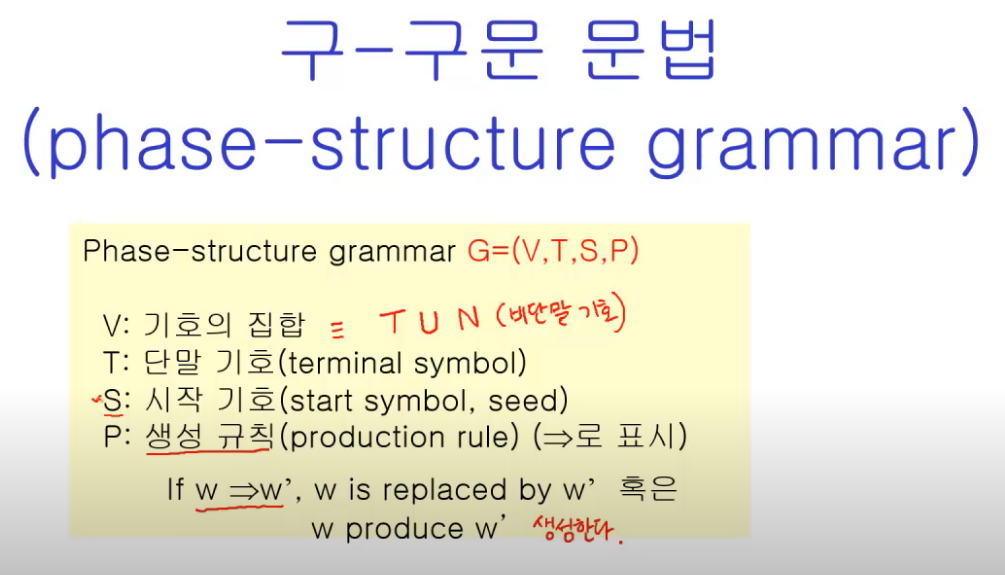 구-구문 문법
(phase-structure grammar)
Phase-structure grammar G=(V,T,S,P)
V: 기호의 집합 ≡ T U N (비단말 기호)
T: 단말 기호(terminal symbol)
S: 시작 기호(start symbol, seed)
P: 생성 규칙(production rule) (⇒로 표시)
If w ⇒w', w is replaced by w' 혹은
w produce w' 생성한다.